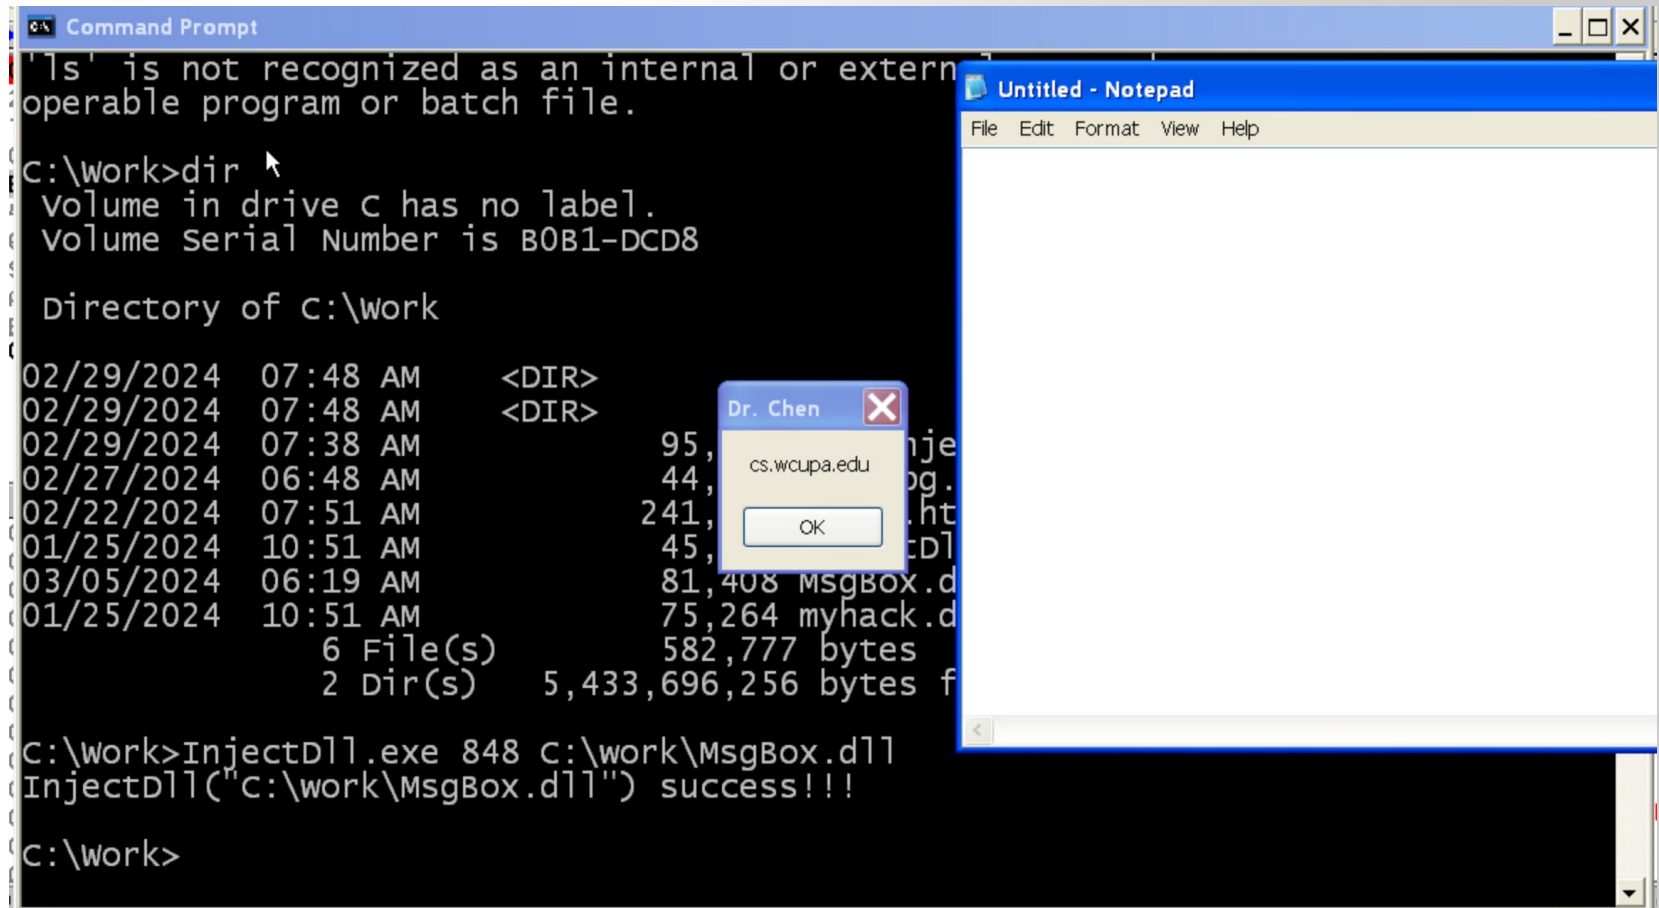 Command Prompt
'ls' is not recognized as an internal or extern
operable program or batch file.
C:\Work>dir
Volume in drive C has no label.
Volume Serial Number is B0B1-DCD8
Directory of C:\Work
02/29/2024 07:48 AM <DIR>
02/29/2024 07:48 AM <DIR>
02/29/2024 07:38 AM 95, nje
02/27/2024 06:48 AM 44, og.
02/22/2024 07:51 AM 241, .ht
01/25/2024 10:51 AM 45, tDl
03/05/2024 06:19 AM 81,408 MsgBox.d
01/25/2024 10:51 AM 75,264 myhack.d
6 File(s) 582,777 bytes
2 Dir(s) 5,433,696,256 bytes f
C:\Work>InjectDll.exe 848 C:\work\MsgBox.dll
InjectDll("C:\work\MsgBox.dll") success!!!
C:\Work>
Dr. Chen
cs.wcupa.edu
OK
Untitled - Notepad
File Edit Format View Help